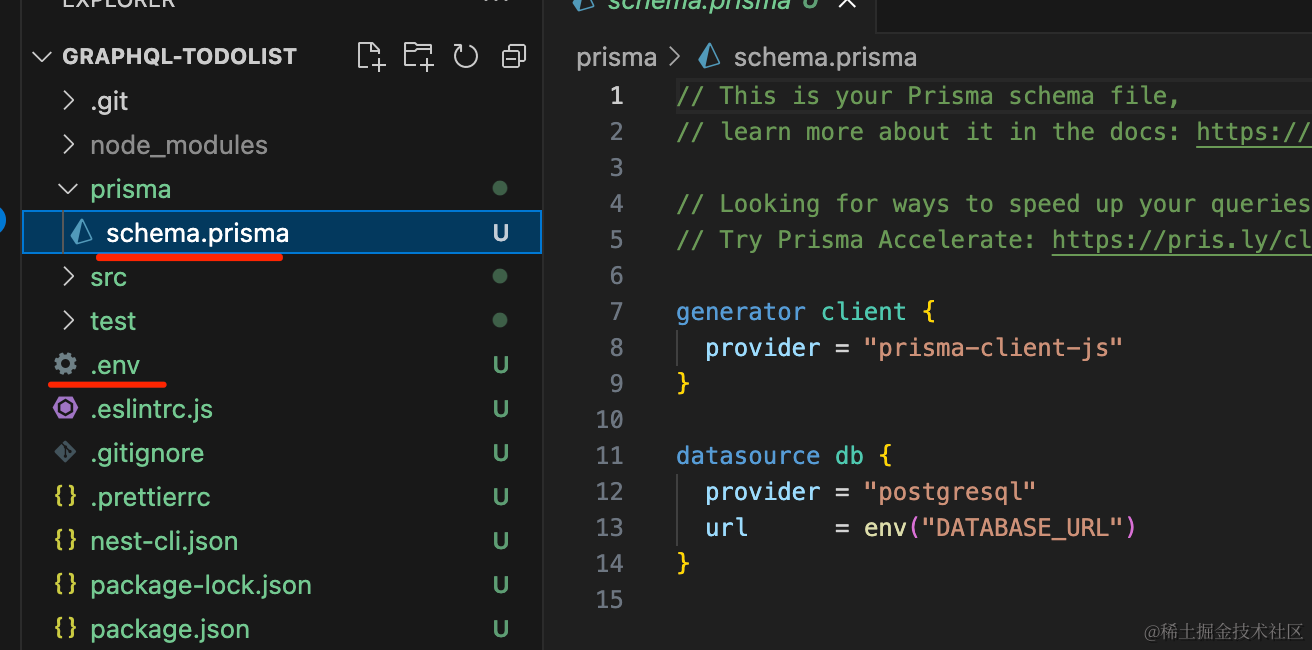 EXPLORER
GRAPHQL-TODOLIST
.git
node_modules
prisma
schema.prisma U
src
test
.env U
.eslintrc.js U
.gitignore U
.prettierrc U
nest-cli.json U
package-lock.json U
package.json U
schema.prisma U
prisma > schema.prisma
1 // This is your Prisma schema file,
2 // learn more about it in the docs: https://
3
4 // Looking for ways to speed up your queries
5 // Try Prisma Accelerate: https://pris.ly/cl
6
7 generator client {
8 provider = "prisma-client-js"
9 }
10
11 datasource db {
12 provider = "postgresql"
13 url = env("DATABASE_URL")
14 }
15
@稀土掘金技术社区